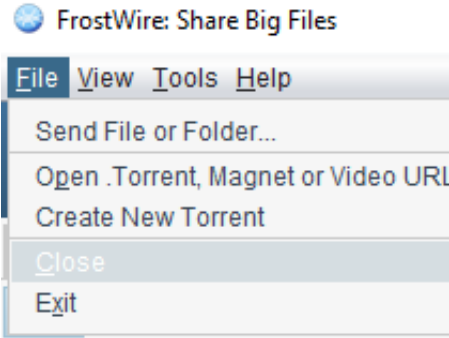 FrostWire: Share Big Files
File View Tools Help
Send File or Folder...
Open .Torrent, Magnet or Video URL
Create New Torrent
Close
Exit